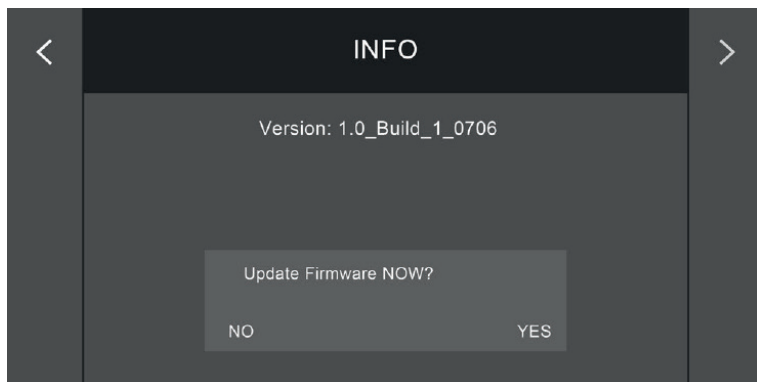 INFO
Version: 1.0_Build_1_0706
Update Firmware NOW?
NO YES